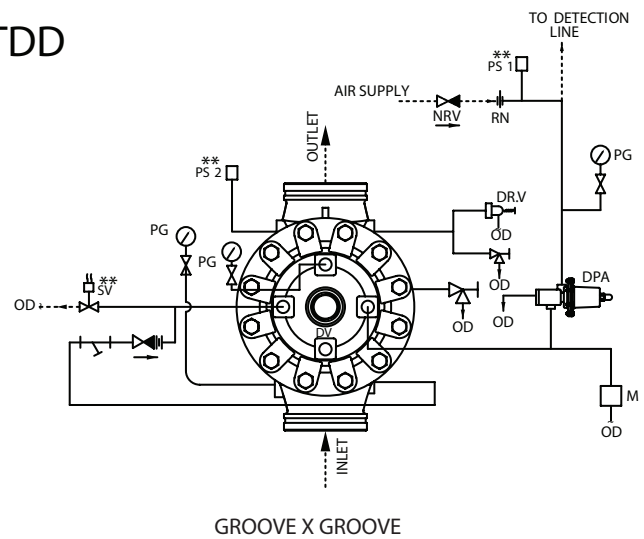 TDD
TO DETECTION
LINE
**
PS 1
AIR SUPPLY
NRV
RN
OUTLET
**
PS 2
PG
PG
PG
DR.V
OD
OD
DPA
**
SV
OD
OD
OD
DV
M
OD
INLET
GROOVE X GROOVE